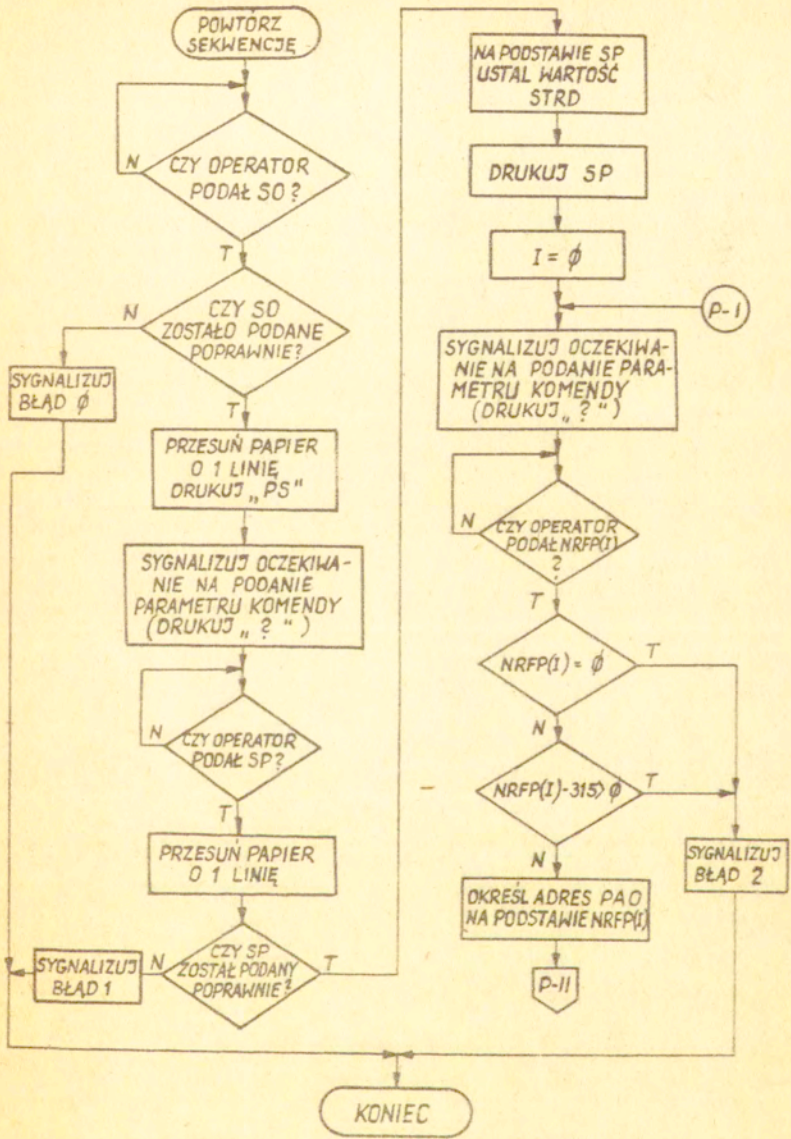 POWTÓRZ
SEKWENCJĘ
N
CZY OPERATOR
PODAŁ SO?
T
N
CZY SO
ZOSTAŁO PODANE
POPRAWNIE?
SYGNALIZUJ
BŁĄD φ
T
PRZESUŃ PAPIER
O 1 LINIĘ
DRUKUJ „PS"
SYGNALIZUJ OCZEKIWA-
NIE NA PODANIE
PARAMETRU KOMENDY
(DRUKUJ „ ? ")
N
CZY OPERATOR
PODAŁ SP?
T
PRZESUŃ PAPIER
O 1 LINIĘ
SYGNALIZUJ
BŁĄD 1
N
CZY SP
ZOSTAŁ PODANY
POPRAWNIE?
T
NA PODSTAWIE SP
USTAL WARTOŚĆ
STRD
DRUKUJ SP
I = φ
P-I
SYGNALIZUJ OCZEKIWA-
NIE NA PODANIE PARA-
METRU KOMENDY
(DRUKUJ „ ? ")
N
CZY OPERATOR
PODAŁ NRFP(I)
?
T
NRFP(I) = φ
T
N
NRFP(I)-315>φ
T
N
SYGNALIZUJ
BŁĄD 2
OKREŚL ADRES PAO
NA PODSTAWIE NRFP(I)
P-II
KONIEC